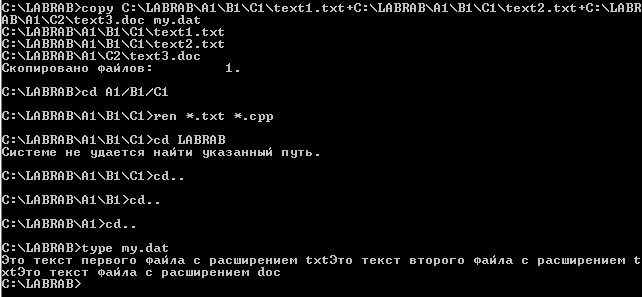 C:\LABRAB>copy C:\LABRAB\A1\B1\C1\text1.txt+C:\LABRAB\A1\B1\C1\text2.txt+C:\LABR
AB\A1\C2\text3.doc my.dat
C:\LABRAB\A1\B1\C1\text1.txt
C:\LABRAB\A1\B1\C1\text2.txt
C:\LABRAB\A1\C2\text3.doc
Скопировано файлов:         1.
C:\LABRAB>cd A1/B1/C1
C:\LABRAB\A1\B1\C1>ren *.txt *.cpp
C:\LABRAB\A1\B1\C1>cd LABRAB
Системе не удается найти указанный путь.
C:\LABRAB\A1\B1\C1>cd..
C:\LABRAB\A1\B1>cd..
C:\LABRAB\A1>cd..
C:\LABRAB>type my.dat
Это текст первого файла с расширением txtЭто текст второго файла с расширением t
xtЭто текст файла с расширением doc
C:\LABRAB>